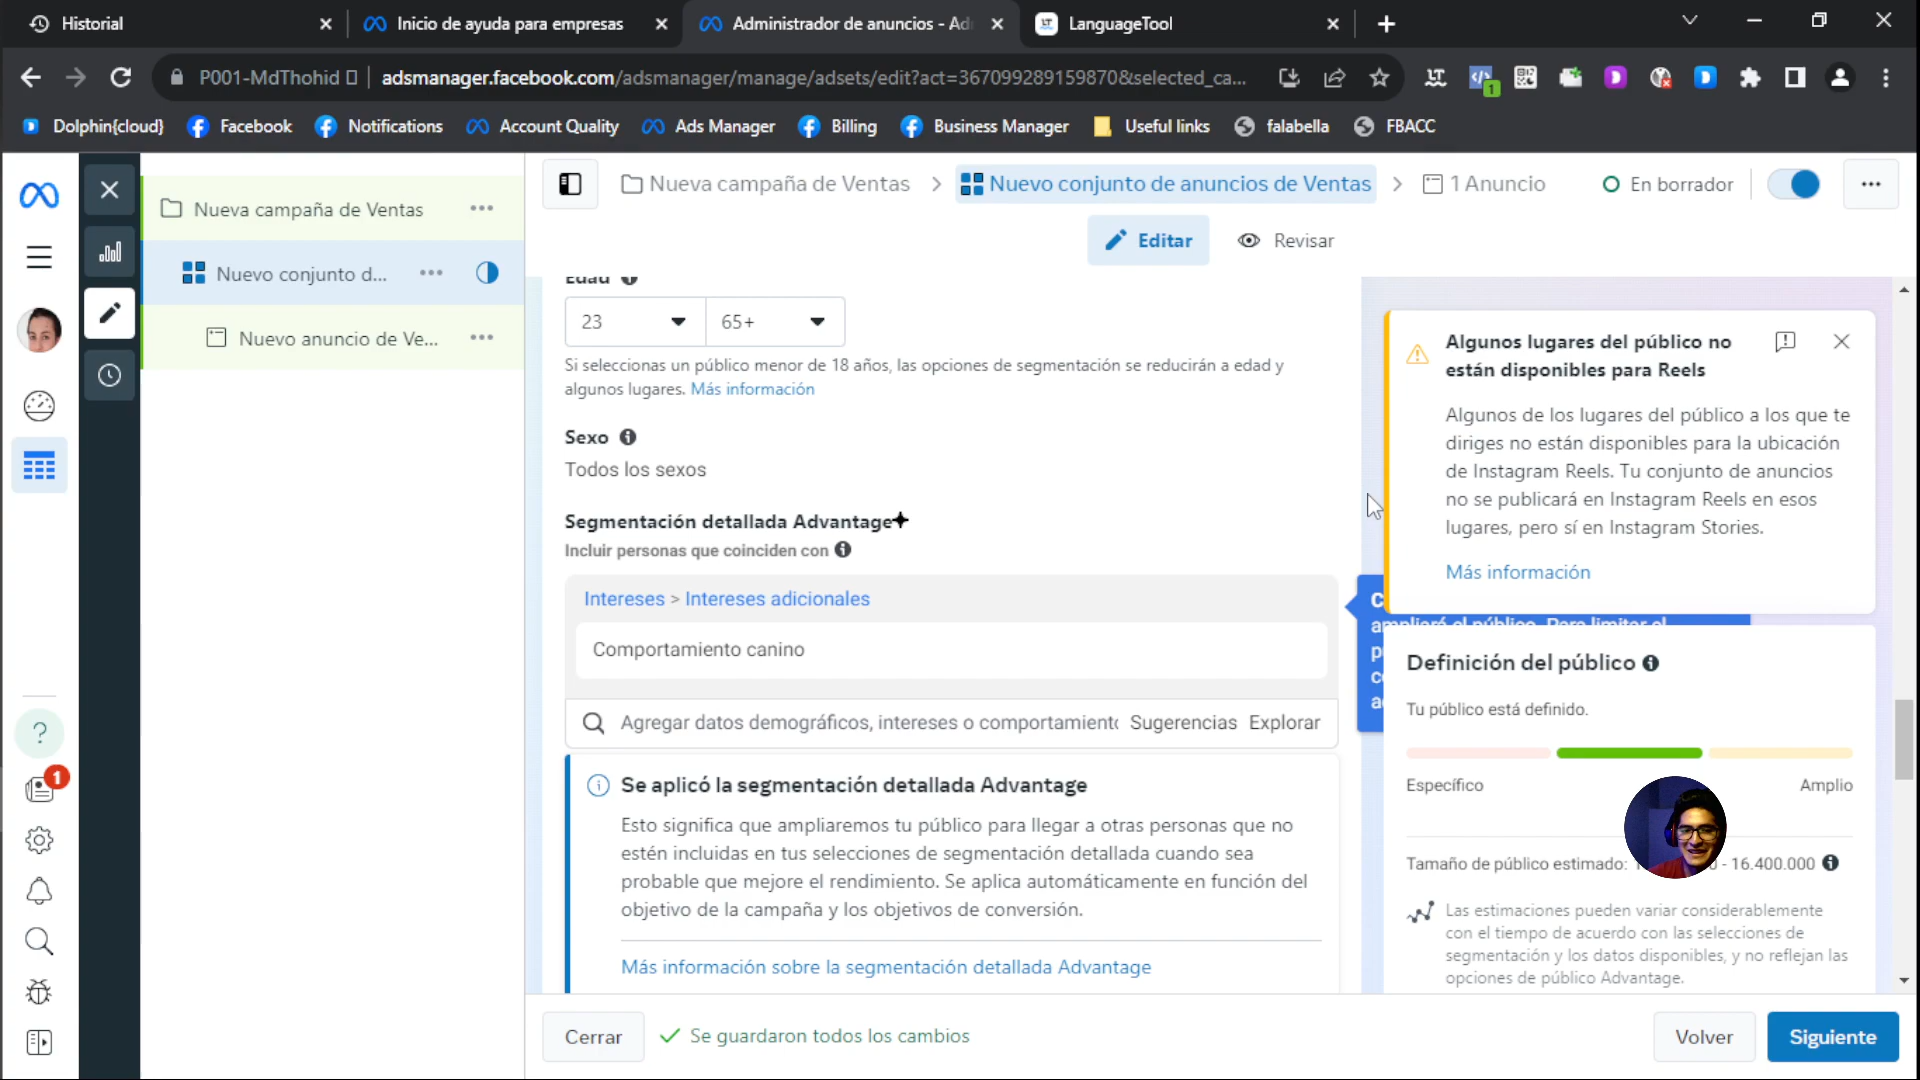 Historial
Inicio de ayuda para empresas
Administrador de anuncios - Ad
LanguageTool
P001-MdThohid
adsmanager.facebook.com/adsmanager/manage/adsets/edit?act=367099289159870&selected_ca...
1
Dolphin{cloud}
Facebook
Notifications
Account Quality
Ads Manager
Billing
Business Manager
Useful links
falabella
FBACC
Nueva campaña de Ventas
Nuevo conjunto d...
Nuevo anuncio de Ve...
Nueva campaña de Ventas > Nuevo conjunto de anuncios de Ventas > 1 Anuncio
En borrador
Editar
Revisar
Edad
23
65+
Si seleccionas un público menor de 18 años, las opciones de segmentación se reducirán a edad y
algunos lugares. Más información
Sexo
Todos los sexos
Segmentación detallada Advantage+
Incluir personas que coinciden con
Intereses > Intereses adicionales
Comportamiento canino
Agregar datos demográficos, intereses o comportamient
Sugerencias
Explorar
Se aplicó la segmentación detallada Advantage
Esto significa que ampliaremos tu público para llegar a otras personas que no
estén incluidas en tus selecciones de segmentación detallada cuando sea
probable que mejore el rendimiento. Se aplica automáticamente en función del
objetivo de la campaña y los objetivos de conversión.
Más información sobre la segmentación detallada Advantage
Algunos lugares del público no
están disponibles para Reels
Algunos de los lugares del público a los que te
diriges no están disponibles para la ubicación
de Instagram Reels. Tu conjunto de anuncios
no se publicará en Instagram Reels en esos
lugares, pero sí en Instagram Stories.
Más información
ampliará el público. Para limitar el
Definición del público
Tu público está definido.
Específico
Amplio
Tamaño de público estimado:
- 16.400.000
Las estimaciones pueden variar considerablemente
con el tiempo de acuerdo con las selecciones de
segmentación y los datos disponibles, y no reflejan las
opciones de público Advantage.
1
Cerrar
Se guardaron todos los cambios
Volver
Siguiente